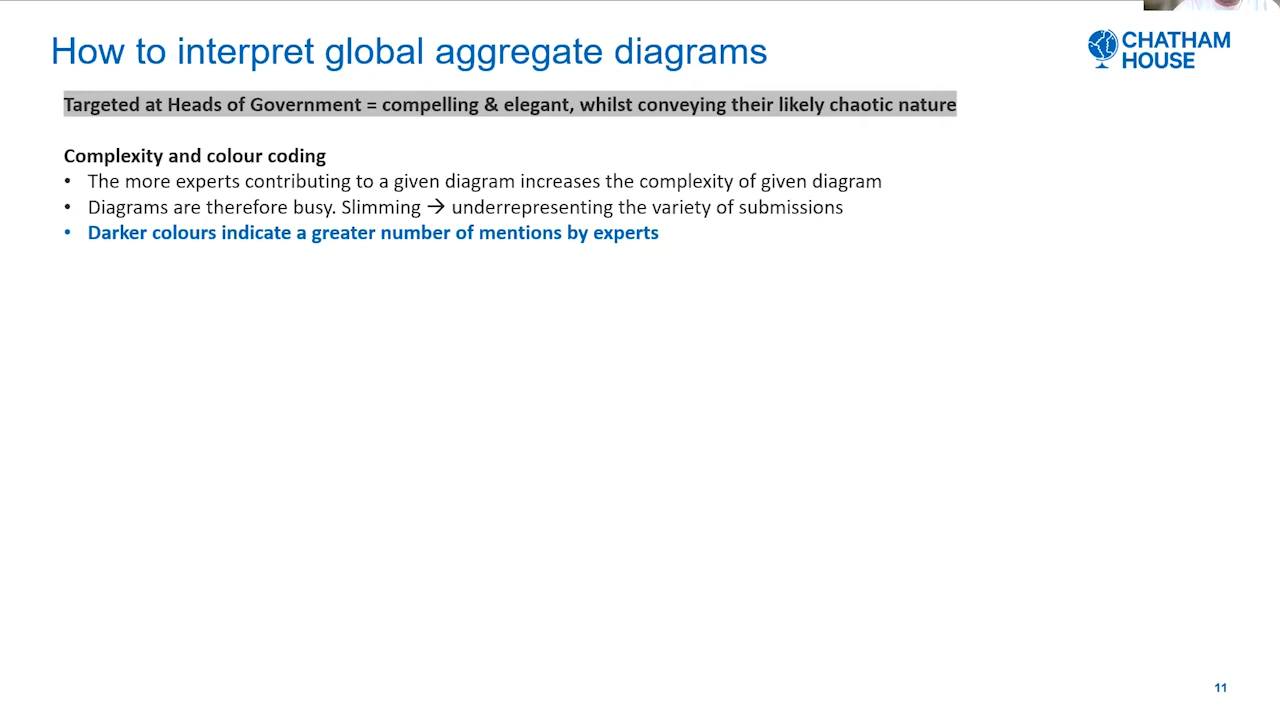 How to interpret global aggregate diagrams
CHATHAM
HOUSE
Targeted at Heads of Government = compelling & elegant, whilst conveying their likely chaotic nature
Complexity and colour coding
• The more experts contributing to a given diagram increases the complexity of given diagram
• Diagrams are therefore busy. Slimming → underrepresenting the variety of submissions
• Darker colours indicate a greater number of mentions by experts
11